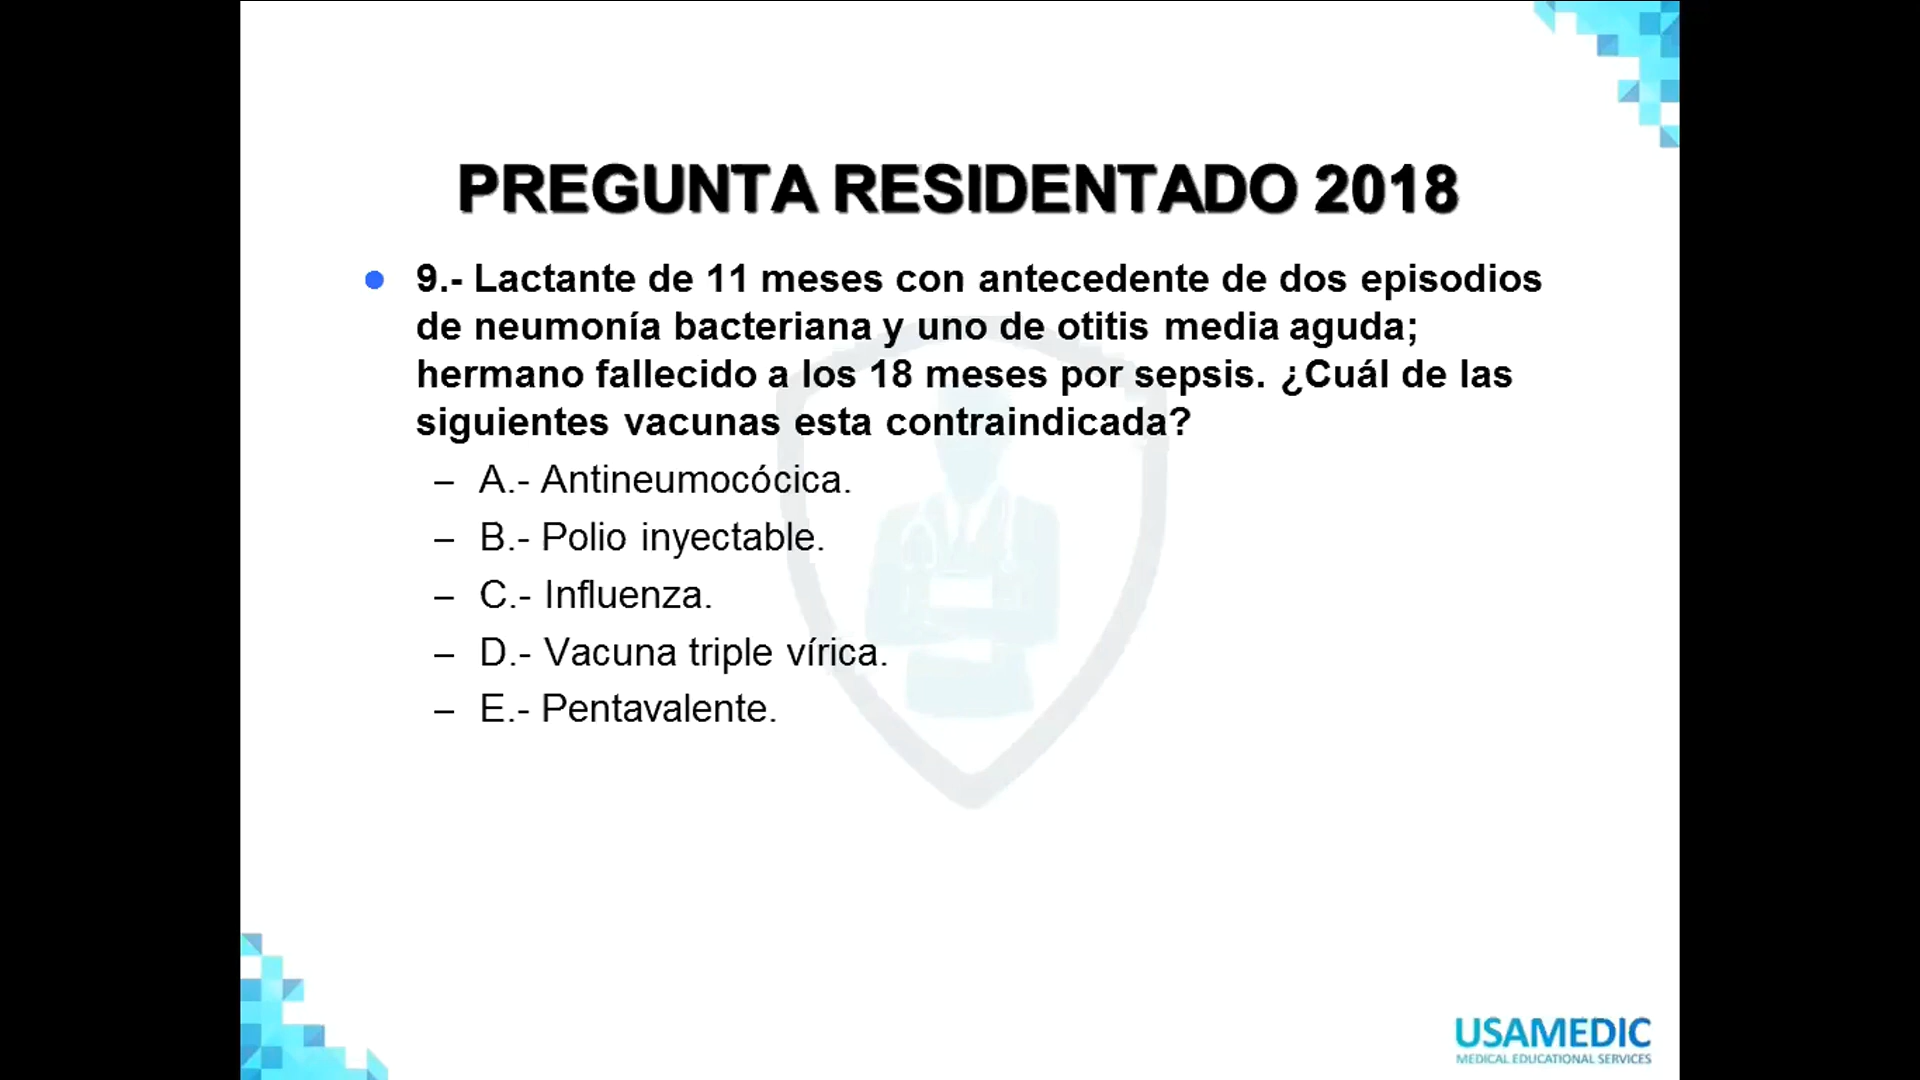 PREGUNTA RESIDENTADO 2018
● 9.- Lactante de 11 meses con antecedente de dos episodios
de neumonía bacteriana y uno de otitis media aguda;
hermano fallecido a los 18 meses por sepsis. ¿Cuál de las
siguientes vacunas esta contraindicada?
– A.- Antineumocócica.
– B.- Polio inyectable.
– C.- Influenza.
– D.- Vacuna triple vírica.
– E.- Pentavalente.
USAMEDIC
MEDICAL EDUCATIONAL SERVICES